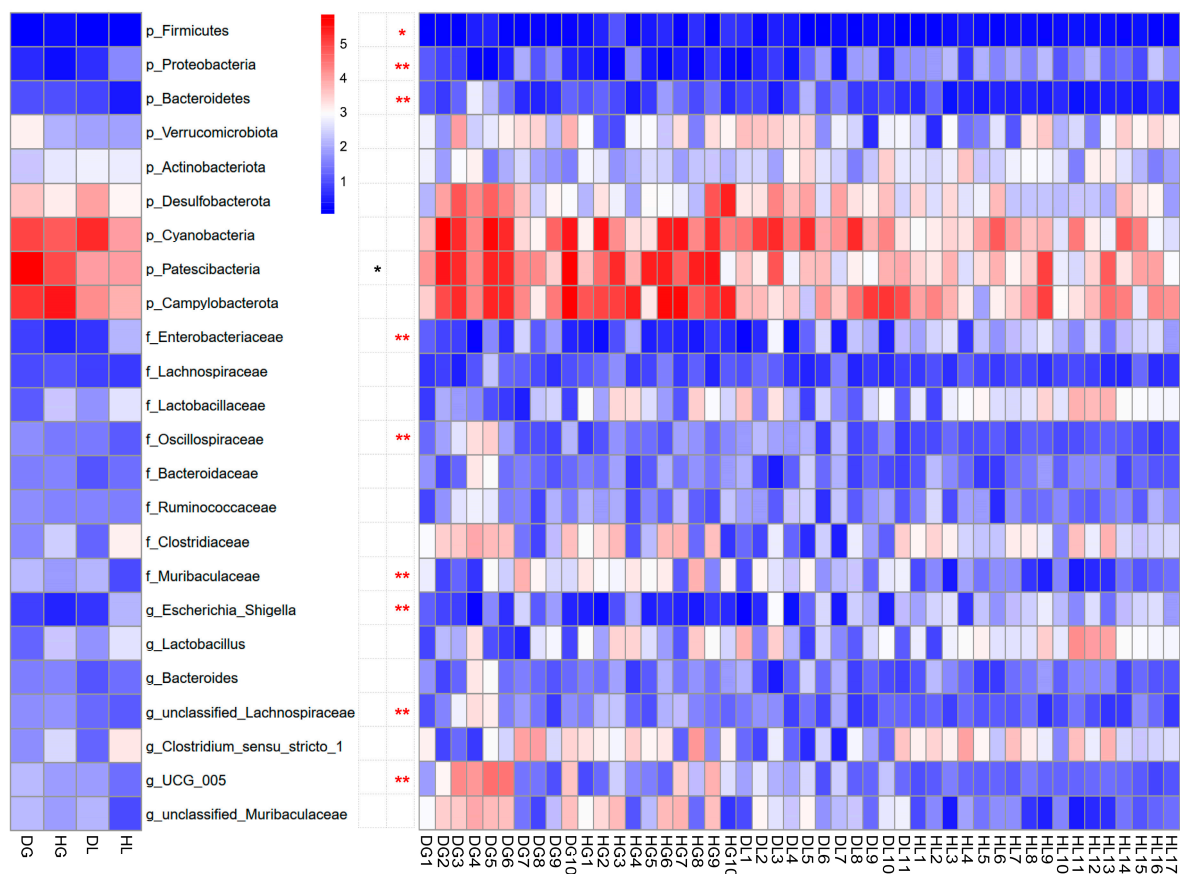 p_Firmicutes *
5
p_Proteobacteria **
4
p_Bacteroidetes **
3
p_Verrucomicrobiota
2
p_Actinobacteriota
1
p_Desulfobacterota
p_Cyanobacteria
p_Patescibacteria *
p_Campylobacterota
f_Enterobacteriaceae **
f_Lachnospiraceae
f_Lactobacillaceae
f_Oscillospiraceae **
f_Bacteroidaceae
f_Ruminococcaceae
f_Clostridiaceae
f_Muribaculaceae **
g_Escherichia_Shigella **
g_Lactobacillus
g_Bacteroides
g_unclassified_Lachnospiraceae **
g_Clostridium_sensu_stricto_1
g_UCG_005 **
g_unclassified_Muribaculaceae
DG
HG
DL
HL
DG1
DG2
DG3
DG4
DG5
DG6
DG7
DG8
DG9
DG10
HG1
HG2
HG3
HG4
HG5
HG6
HG7
HG8
HG9
HG10
DL1
DL2
DL3
DL4
DL5
DL6
DL7
DL8
DL9
DL10
DL11
HL1
HL2
HL3
HL4
HL5
HL6
HL7
HL8
HL9
HL10
HL11
HL12
HL13
HL14
HL15
HL16
HL17